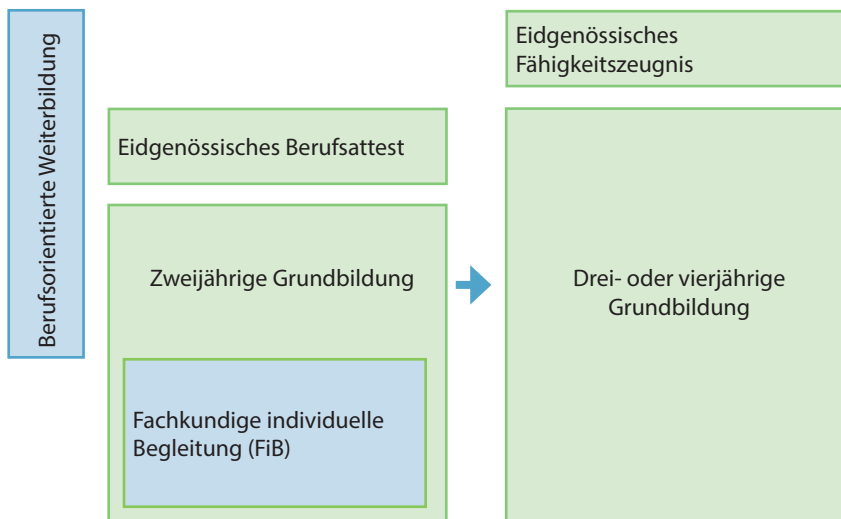 Berufsorientierte Weiterbildung
Eidgenössisches Berufsattest
Zweijährige Grundbildung
Fachkundige individuelle
Begleitung (FiB)
Eidgenössisches
Fähigkeitszeugnis
Drei- oder vierjährige
Grundbildung